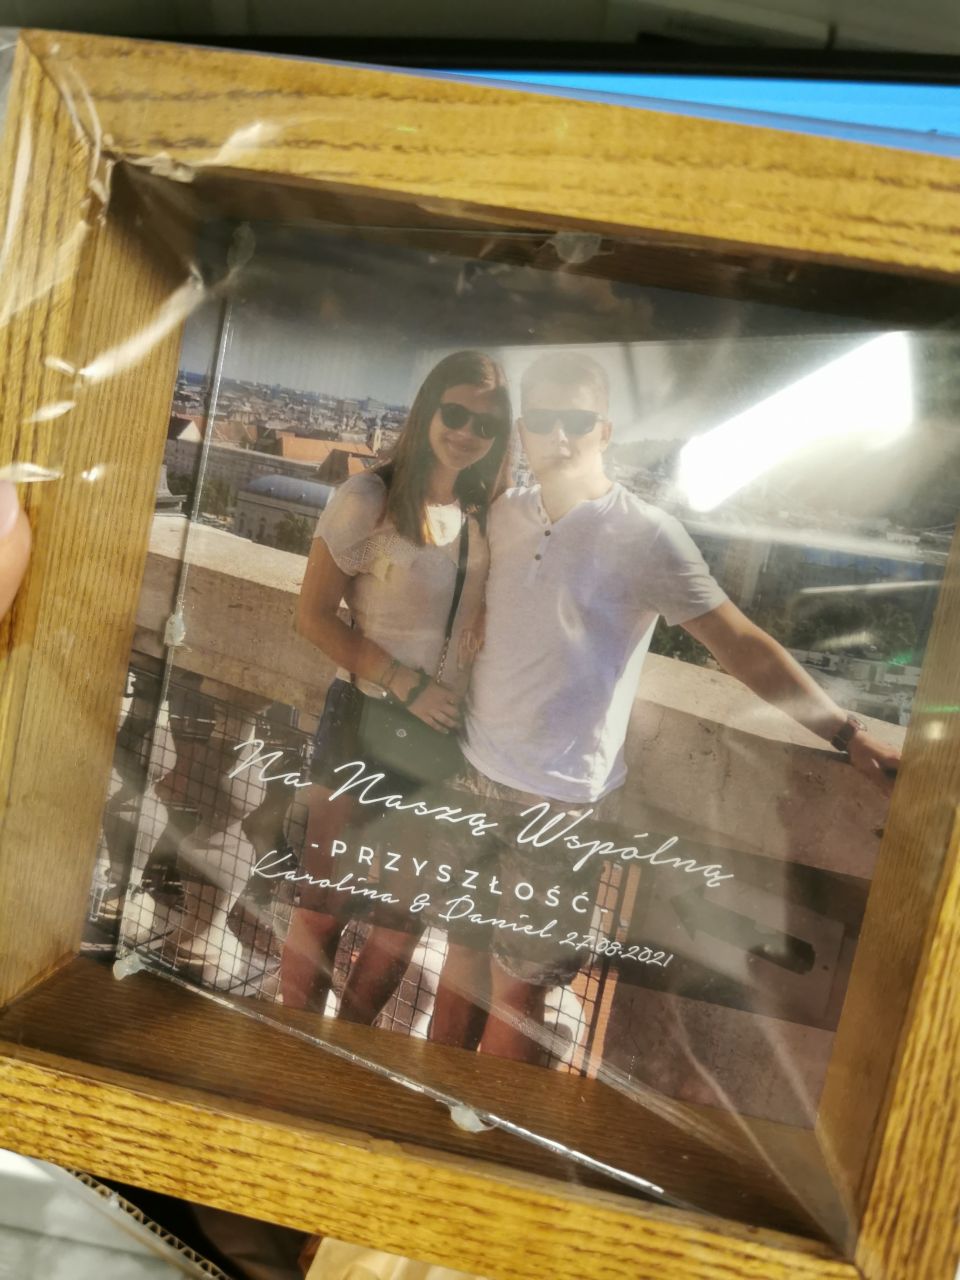 Na Naszą Wspólną
-PRZYSZŁOŚĆ-
Karolina & Daniel 27.08.2021